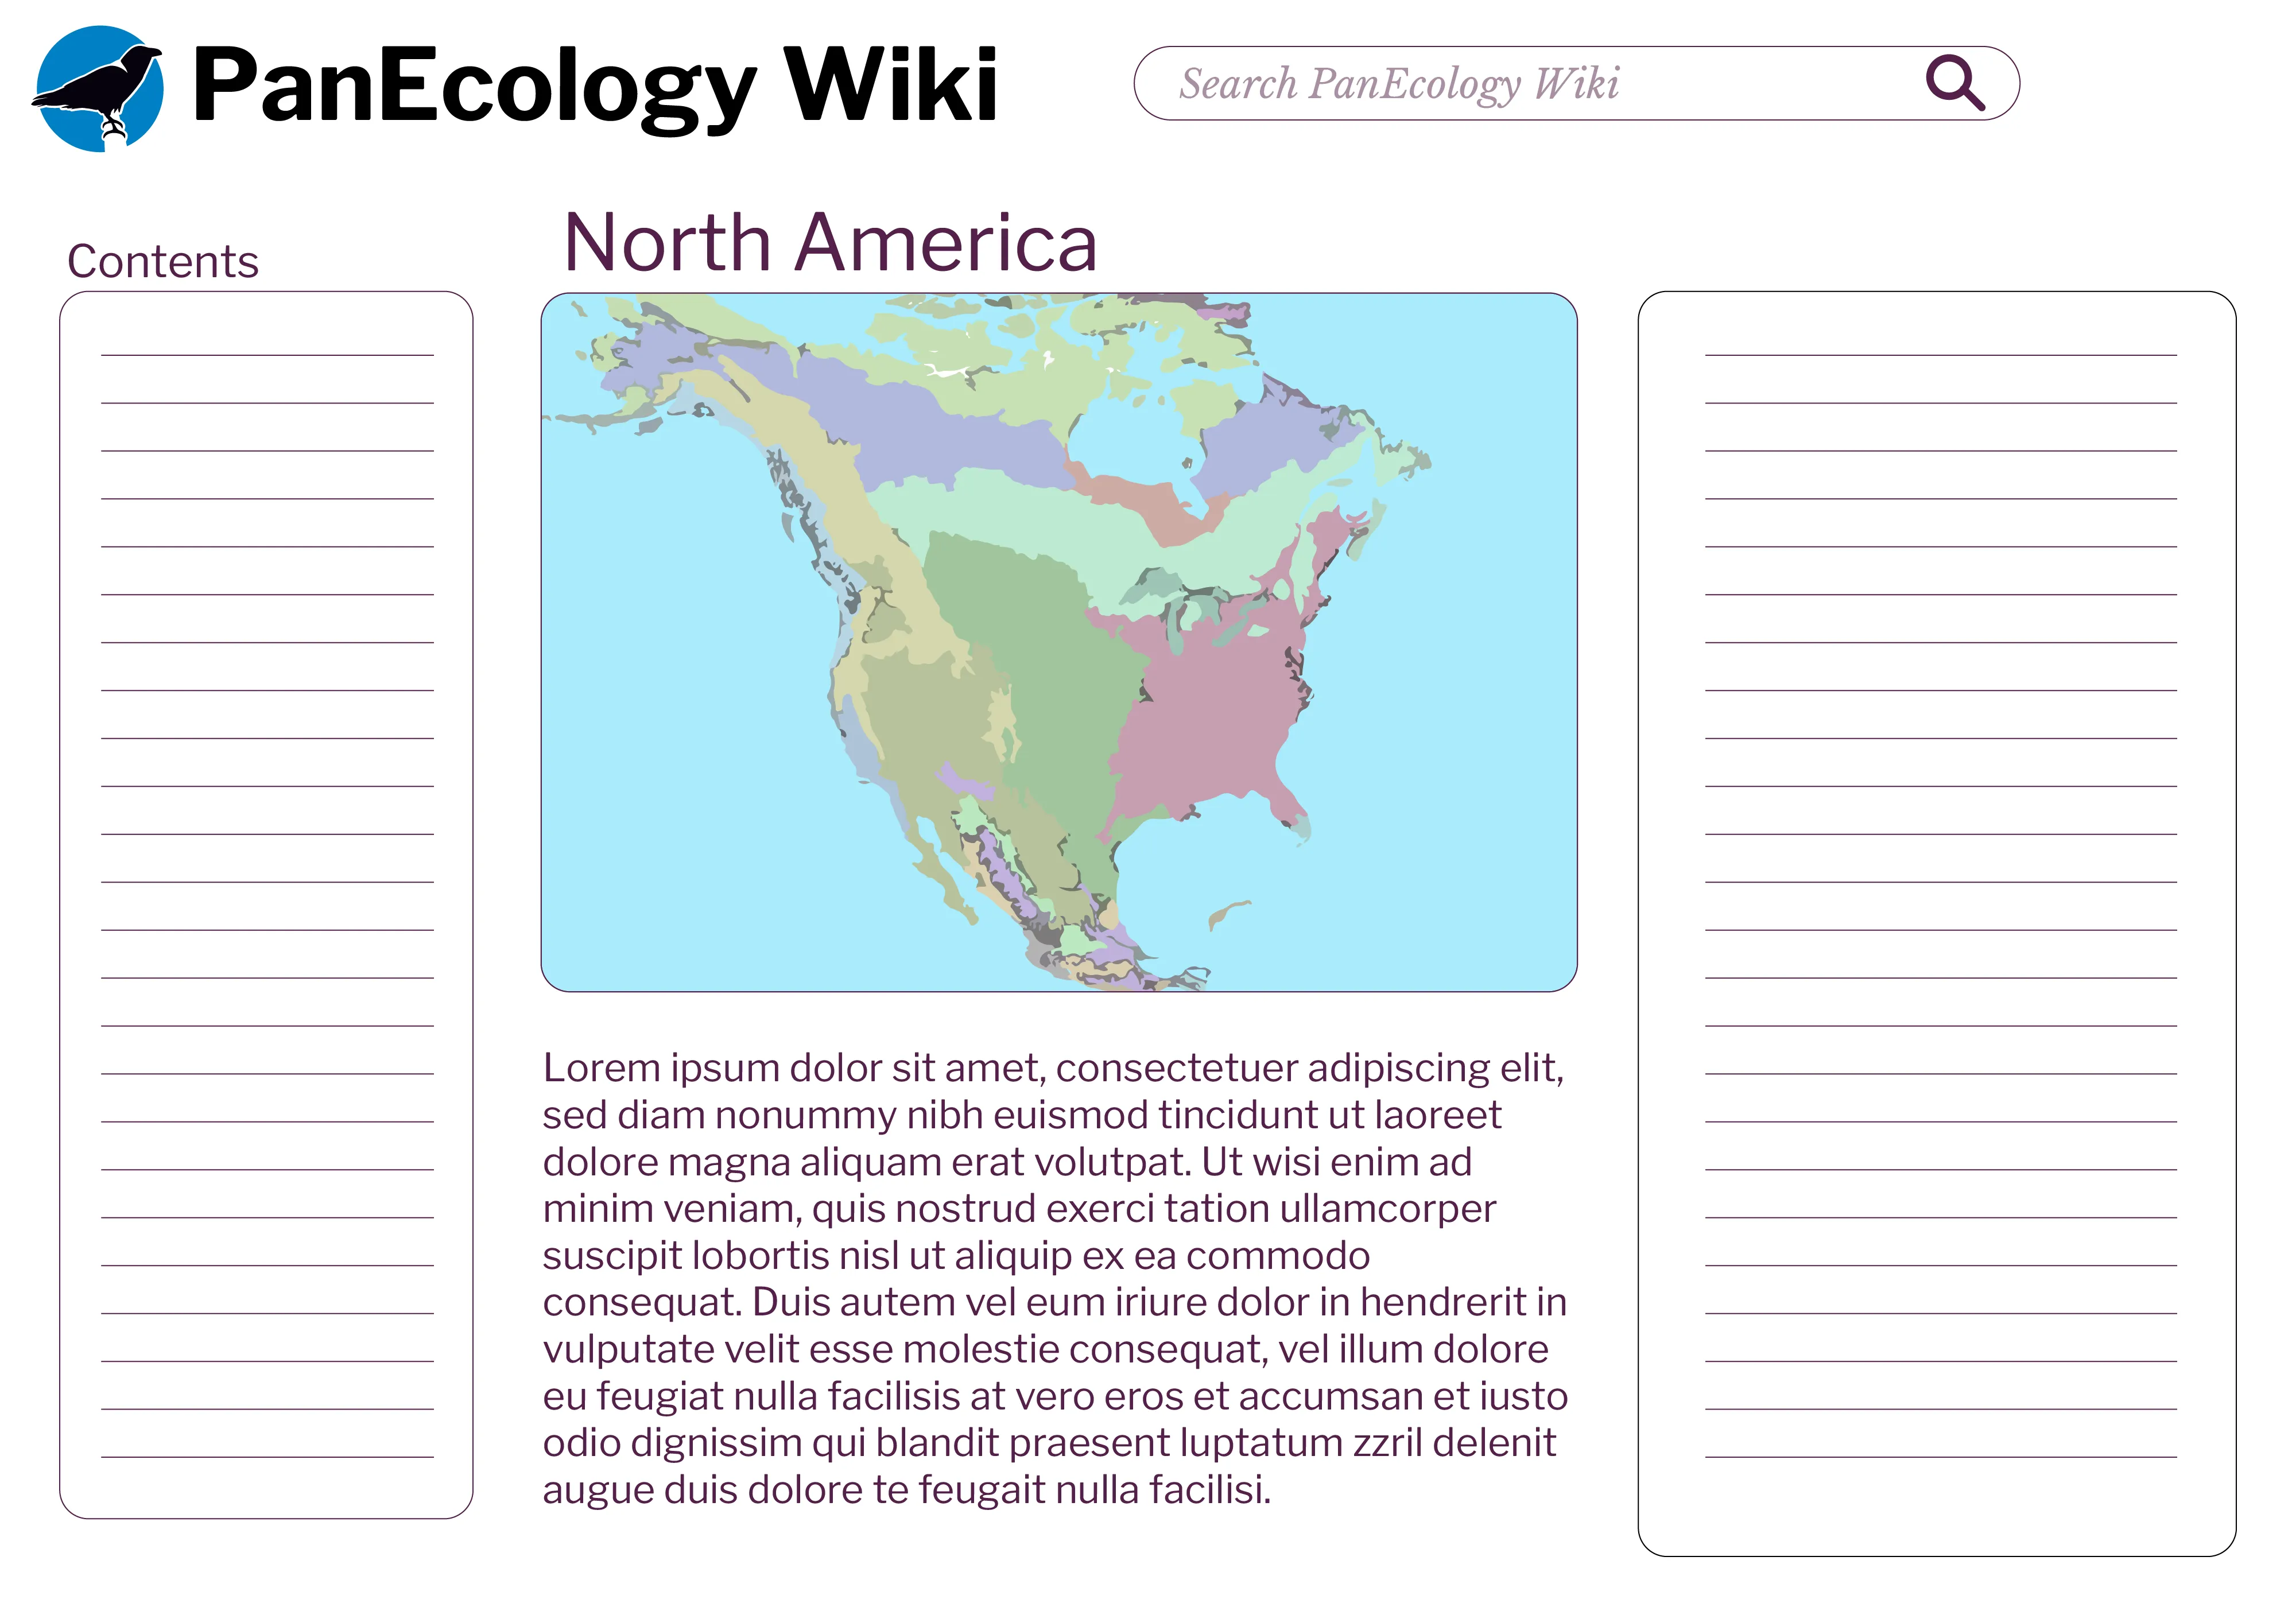 PanEcology Wiki
Search PanEcology Wiki
Contents
North America
Lorem ipsum dolor sit amet, consectetuer adipiscing elit,
sed diam nonummy nibh euismod tincidunt ut laoreet
dolore magna aliquam erat volutpat. Ut wisi enim ad
minim veniam, quis nostrud exerci tation ullamcorper
suscipit lobortis nisl ut aliquip ex ea commodo
consequat. Duis autem vel eum iriure dolor in hendrerit in
vulputate velit esse molestie consequat, vel illum dolore
eu feugiat nulla facilisis at vero eros et accumsan et iusto
odio dignissim qui blandit praesent luptatum zzril delenit
augue duis dolore te feugait nulla facilisi.